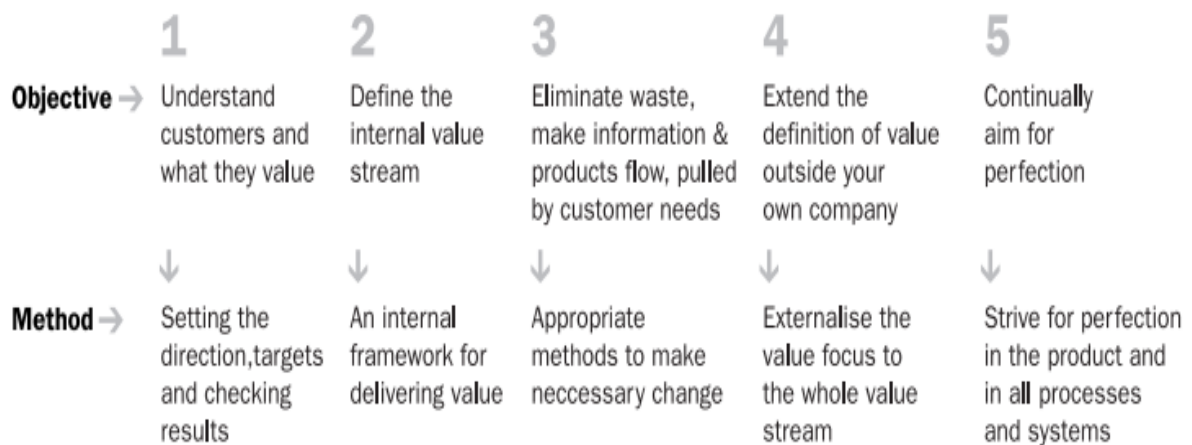 1 2 3 4 5
Objective → Understand customers and what they value
Define the internal value stream
Eliminate waste, make information & products flow, pulled by customer needs
Extend the definition of value outside your own company
Continually aim for perfection
↓ ↓ ↓ ↓ ↓
Method → Setting the direction,targets and checking results
An internal framework for delivering value
Appropriate methods to make neccessary change
Externalise the value focus to the whole value stream
Strive for perfection in the product and in all processes and systems